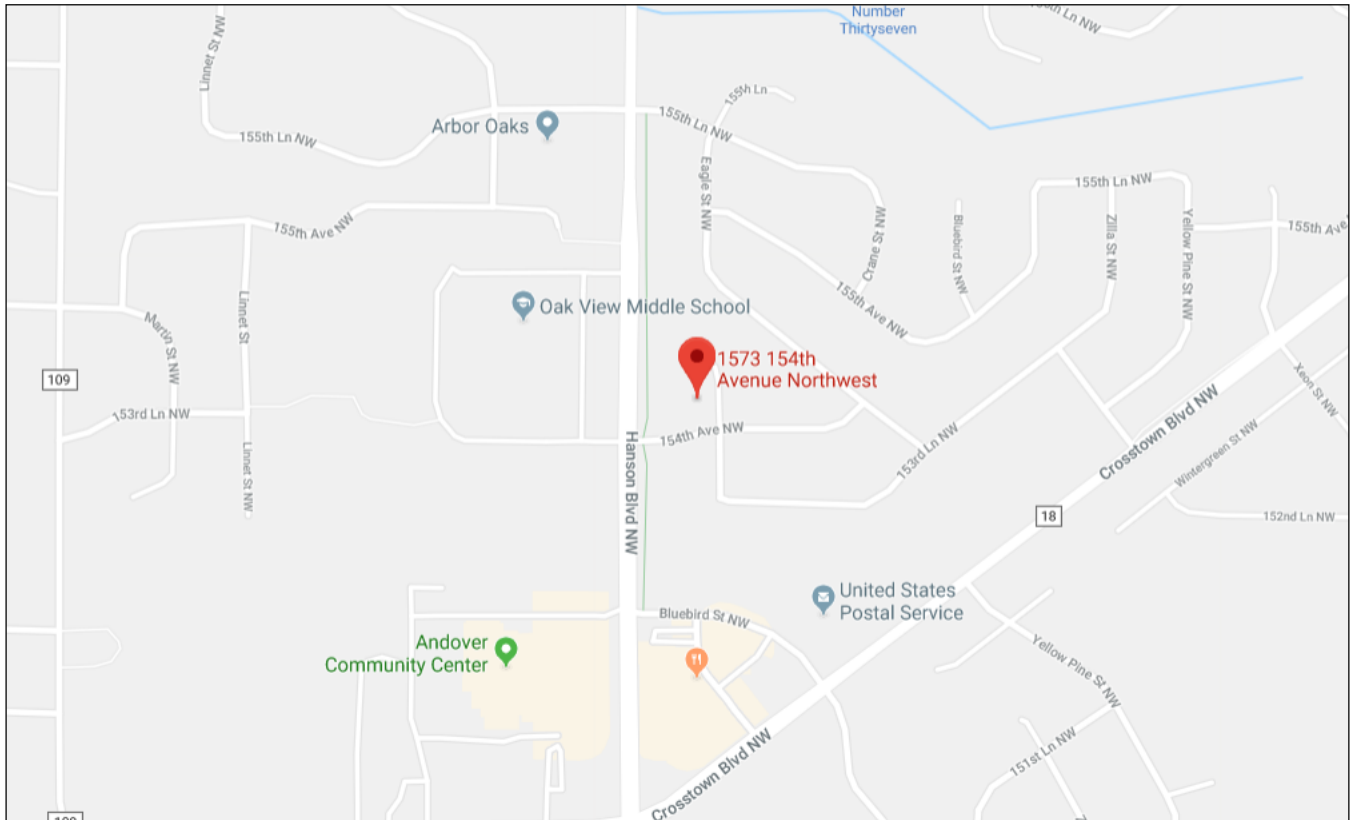 Number
Thirtyseven
Ln NW
Linnet St NW
155th Ln
155th Ln NW
Arbor Oaks
155th Ln NW
Eagle St NW
155th Ln NW
Crane St NW
Bluebird St NW
Zilla St NW
Yellow Pine St NW
155th Ave
155th Ave NW
155th Ave NW
Linnet St
Martin St NW
Oak View Middle School
1573 154th
Avenue Northwest
109
153rd Ln NW
Linnet St NW
154th Ave NW
153rd Ln NW
Hanson Blvd NW
Crosstown Blvd NW
Xeon St NW
Wintergreen St NW
18
152nd Ln NW
United States
Postal Service
Bluebird St NW
Andover
Community Center
Yellow Pine St NW
151st Ln NW
Crosstown Blvd NW